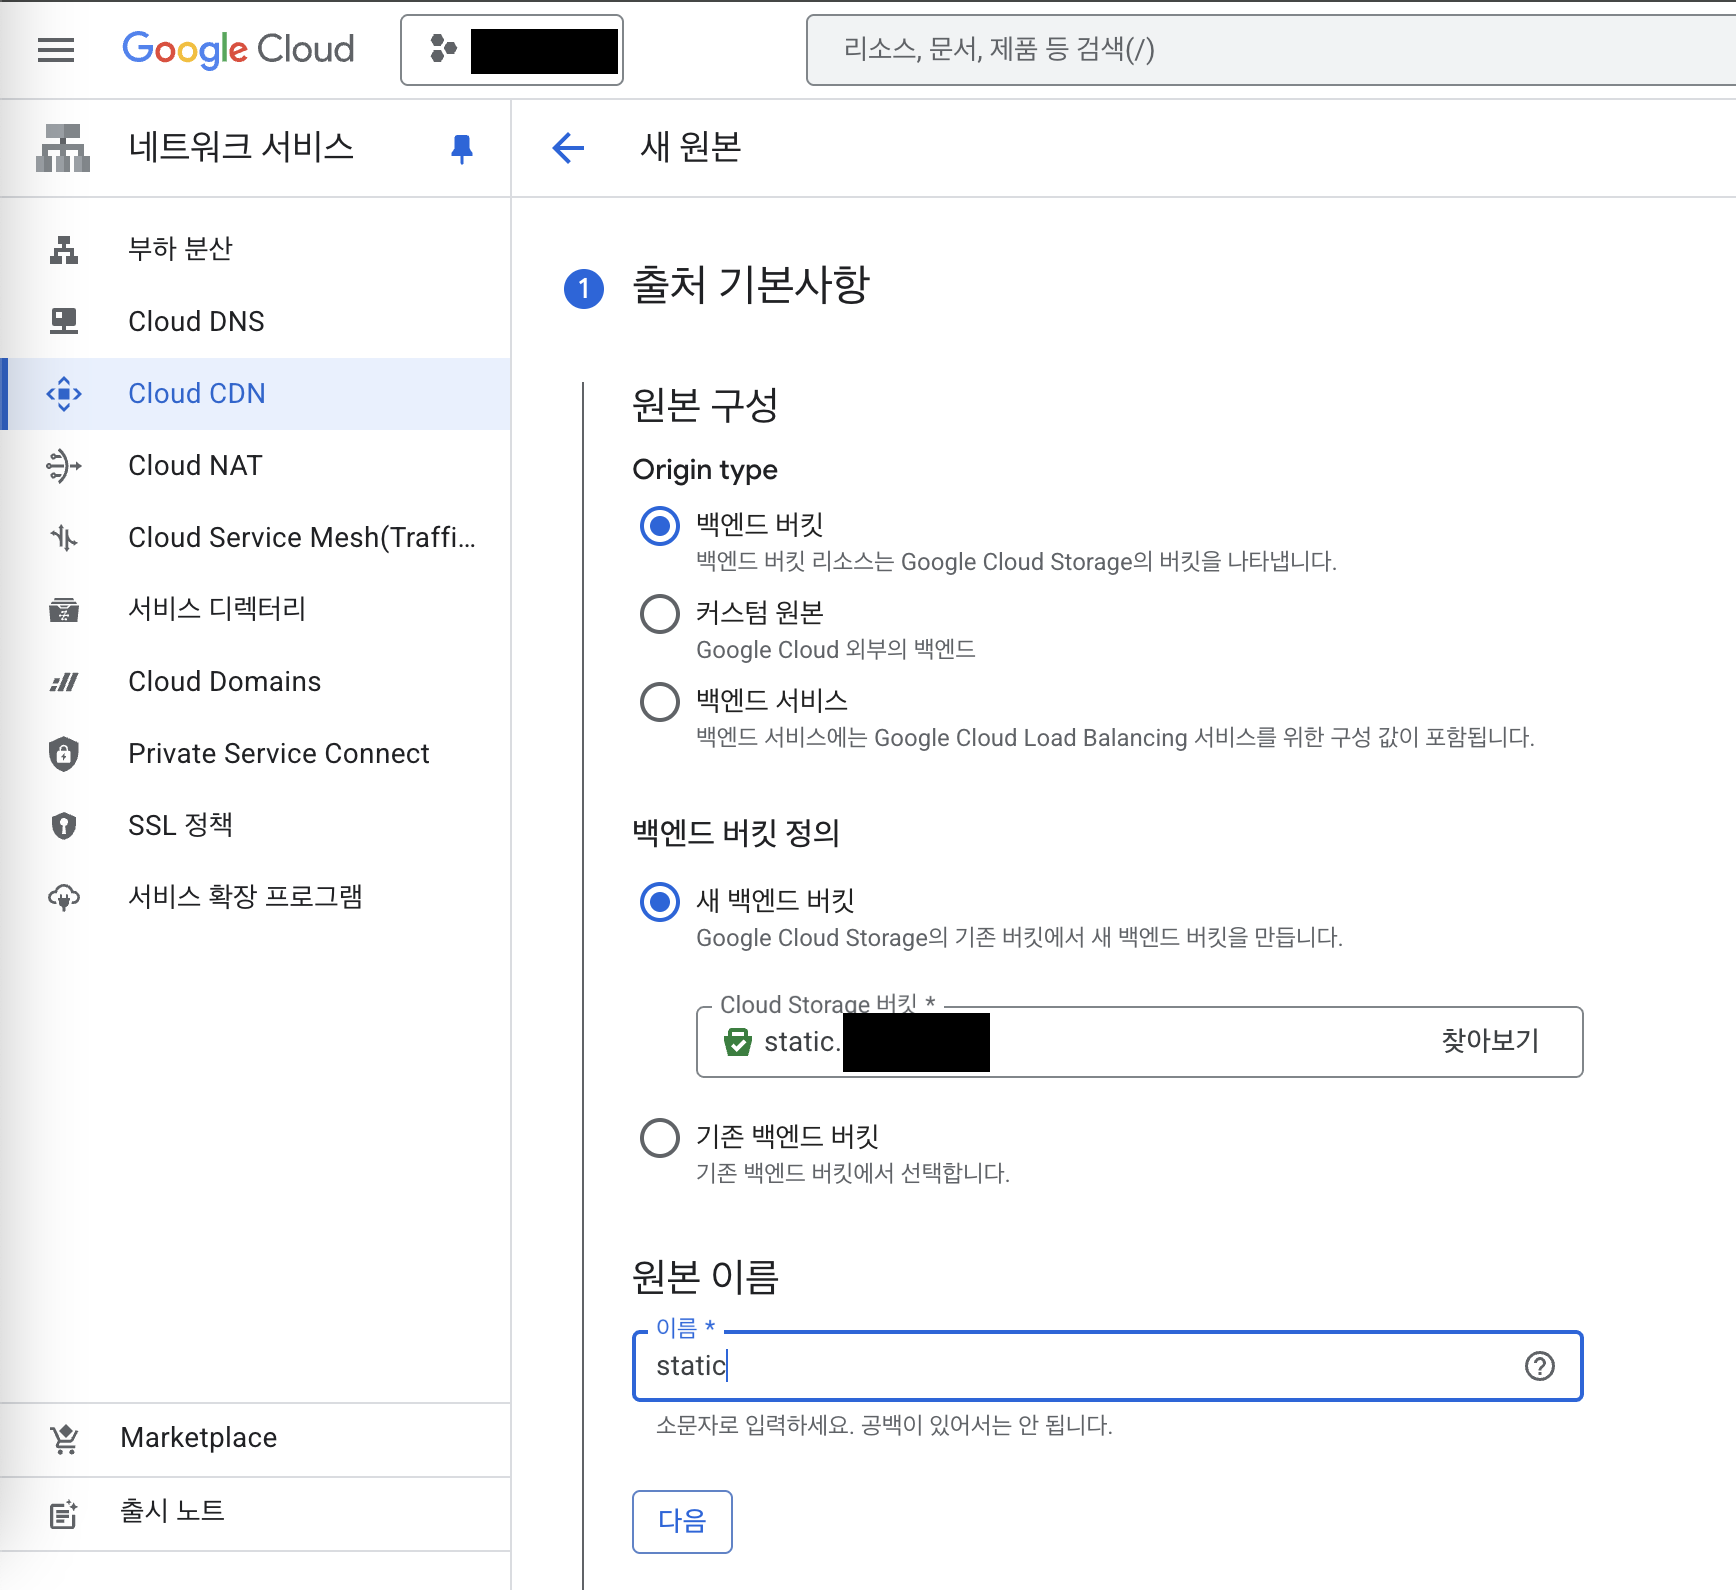 Google Cloud
리소스, 문서, 제품 등 검색(/)
네트워크 서비스
새 원본
부하 분산
Cloud DNS
Cloud CDN
Cloud NAT
Cloud Service Mesh(Traffi...
서비스 디렉터리
Cloud Domains
Private Service Connect
SSL 정책
서비스 확장 프로그램
Marketplace
출시 노트
1 출처 기본사항
원본 구성
Origin type
백엔드 버킷
백엔드 버킷 리소스는 Google Cloud Storage의 버킷을 나타냅니다.
커스텀 원본
Google Cloud 외부의 백엔드
백엔드 서비스
백엔드 서비스에는 Google Cloud Load Balancing 서비스를 위한 구성 값이 포함됩니다.
백엔드 버킷 정의
새 백엔드 버킷
Google Cloud Storage의 기존 버킷에서 새 백엔드 버킷을 만듭니다.
Cloud Storage 버킷 *
static.
찾아보기
기존 백엔드 버킷
기존 백엔드 버킷에서 선택합니다.
원본 이름
이름 *
static
소문자로 입력하세요. 공백이 있어서는 안 됩니다.
다음